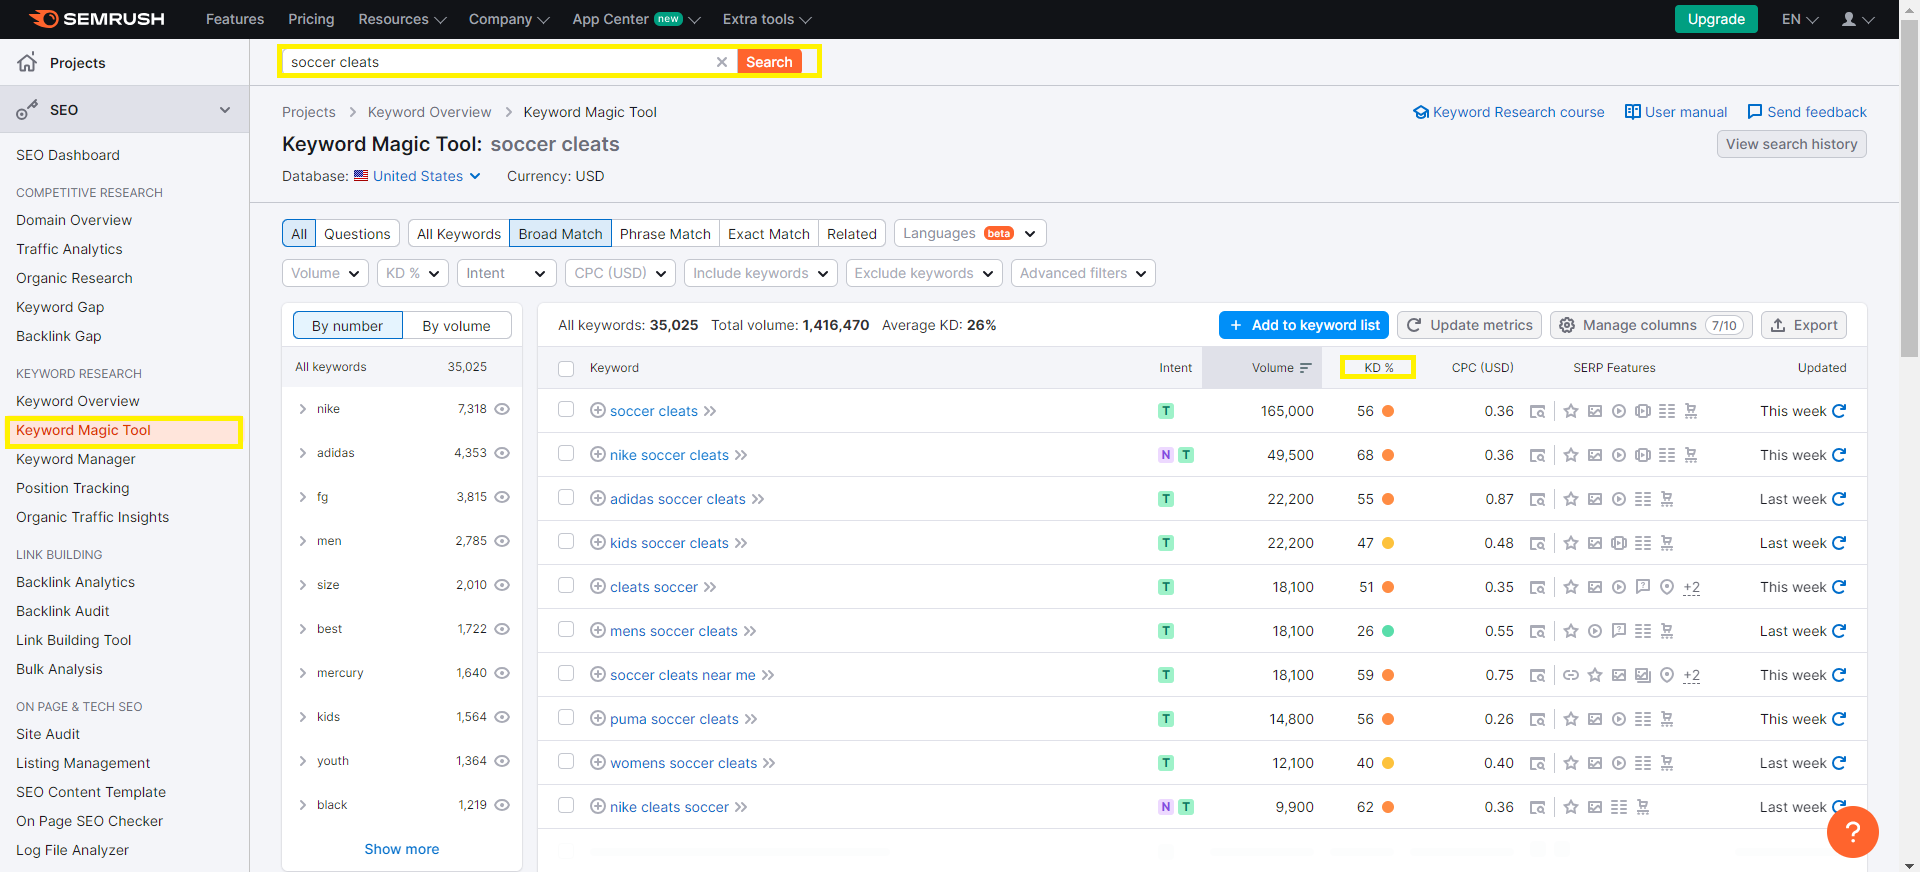 SEMRUSH
Features Pricing Resources Company App Center new Extra tools Upgrade EN
Projects
soccer cleats Search
SEO
Projects Keyword Overview Keyword Magic Tool
Keyword Research course User manual Send feedback
Keyword Magic Tool: soccer cleats
View search history
Database: United States Currency: USD
SEO Dashboard
COMPETITIVE RESEARCH
Domain Overview
Traffic Analytics
Organic Research
Keyword Gap
Backlink Gap
KEYWORD RESEARCH
Keyword Overview
Keyword Magic Tool
Keyword Manager
Position Tracking
Organic Traffic Insights
LINK BUILDING
Backlink Analytics
Backlink Audit
Link Building Tool
Bulk Analysis
ON PAGE & TECH SEO
Site Audit
Listing Management
SEO Content Template
On Page SEO Checker
Log File Analyzer
All Questions All Keywords Broad Match Phrase Match Exact Match Related Languages beta
Volume KD % Intent CPC (USD) Include keywords Exclude keywords Advanced filters
By number By volume
All keywords 35,025
nike 7,318
adidas 4,353
fg 3,815
men 2,785
size 2,010
best 1,722
mercury 1,640
kids 1,564
youth 1,364
black 1,219
Show more
All keywords: 35,025 Total volume: 1,416,470 Average KD: 26%
+ Add to keyword list Update metrics Manage columns 7/10 Export
Keyword Intent Volume KD % CPC (USD) SERP Features Updated
soccer cleats T 165,000 56 0.36 This week
nike soccer cleats N T 49,500 68 0.36 This week
adidas soccer cleats T 22,200 55 0.87 Last week
kids soccer cleats T 22,200 47 0.48 Last week
cleats soccer T 18,100 51 0.35 +2 This week
mens soccer cleats T 18,100 26 0.55 Last week
soccer cleats near me T 18,100 59 0.75 +2 This week
puma soccer cleats T 14,800 56 0.26 This week
womens soccer cleats T 12,100 40 0.40 Last week
nike cleats soccer N T 9,900 62 0.36 Last week
?